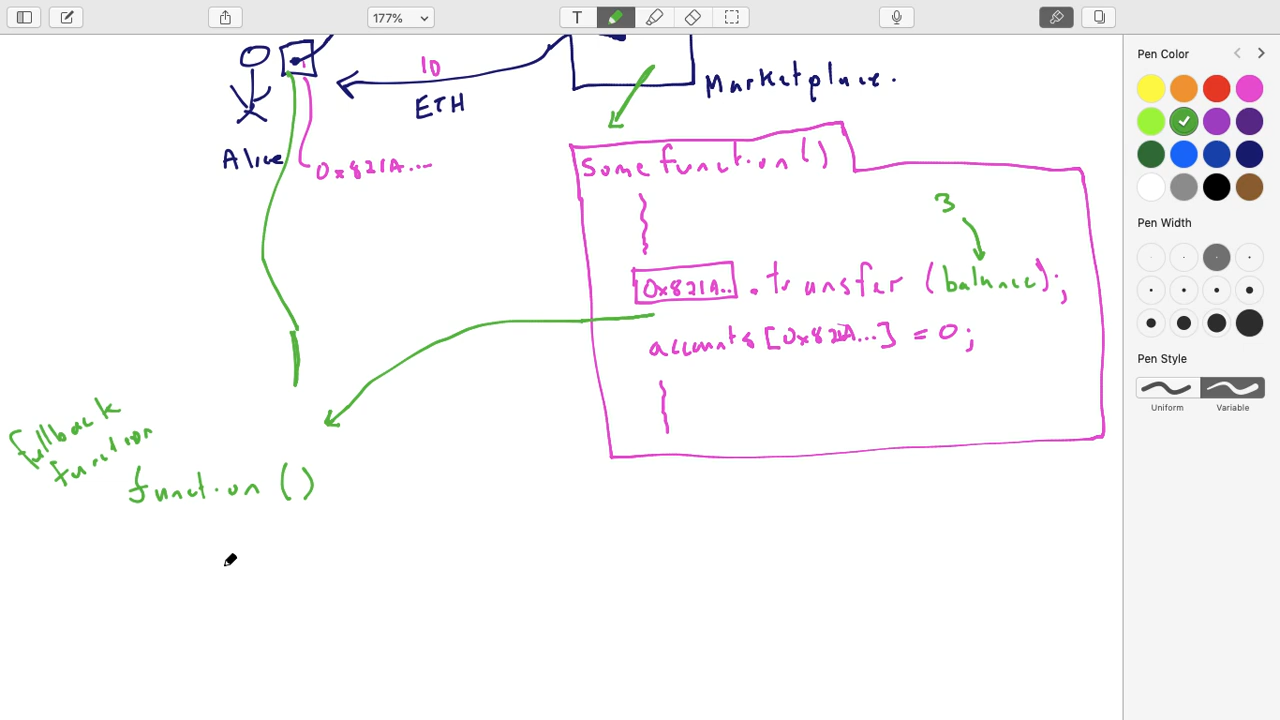 177%
T
Pen Color
10
ETH
Marketplace.
Alice
0x821A...
Some function ()
3
0x821A.. .transfer (balance);
accounts [0x821A...] = 0;
fallback
function
function ()
Pen Width
Pen Style
Uniform
Variable